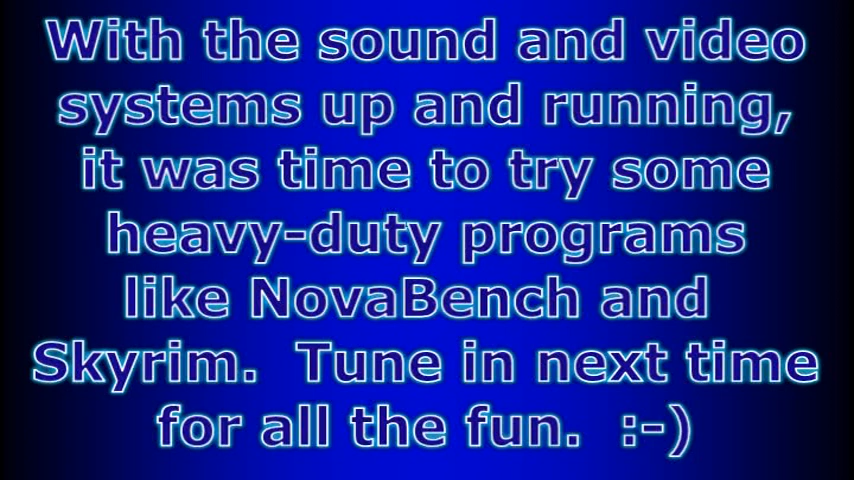 With the sound and video
systems up and running,
it was time to try some
heavy-duty programs
like NovaBench and
Skyrim.  Tune in next time
for all the fun.  :-)